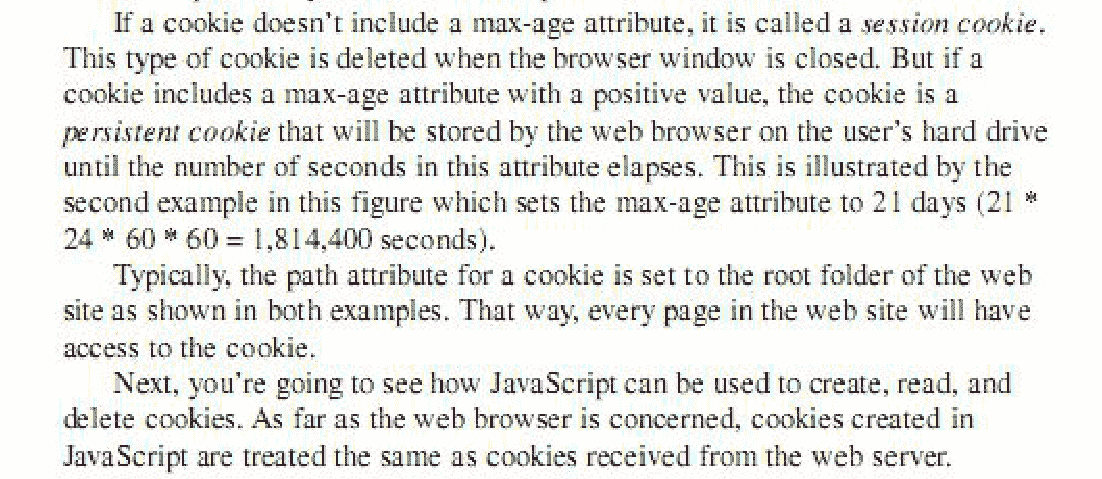 If a cookie doesn't include a max-age attribute, it is called a session cookie.
This type of cookie is deleted when the browser window is closed. But if a
cookie includes a max-age attribute with a positive value, the cookie is a
persistent cookie that will be stored by the web browser on the user's hard drive
until the number of seconds in this attribute elapses. This is illustrated by the
second example in this figure which sets the max-age attribute to 21 days (21 *
24 * 60 * 60 = 1,814,400 seconds).
Typically, the path attribute for a cookie is set to the root folder of the web
site as shown in both examples. That way, every page in the web site will have
access to the cookie.
Next, you're going to see how JavaScript can be used to create, read, and
delete cookies. As far as the web browser is concerned, cookies created in
JavaScript are treated the same as cookies received from the web server.